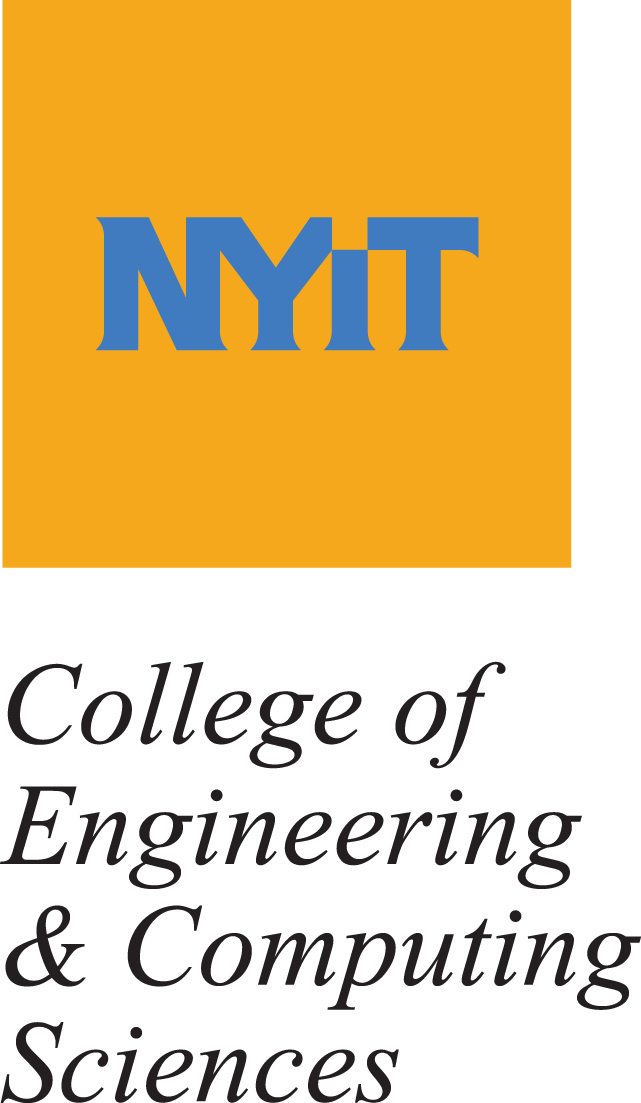 NYiT
College of
Engineering
& Computing
Sciences